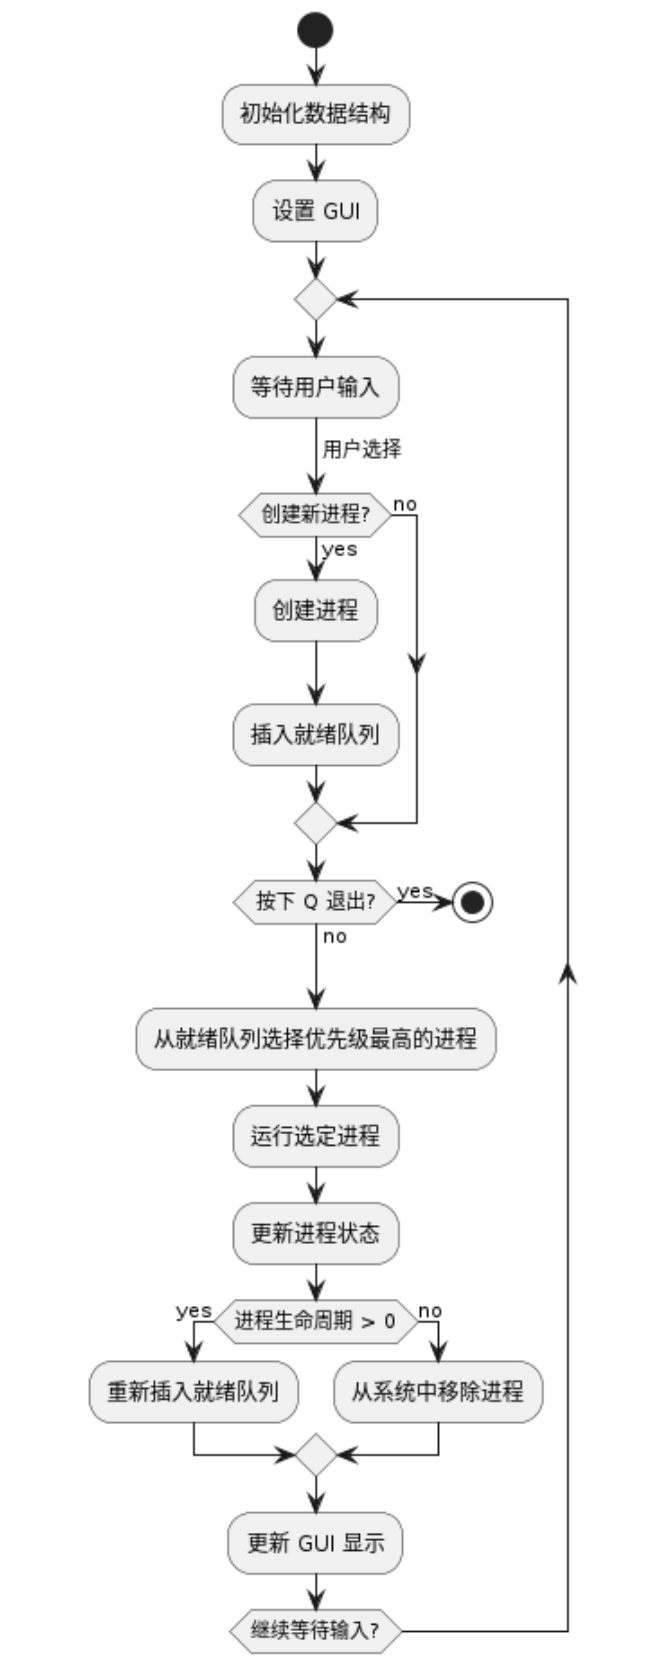 初始化数据结构
设置 GUI
等待用户输入
用户选择
创建新进程?
no
yes
创建进程
插入就绪队列
按下 Q 退出?
yes
no
从就绪队列选择优先级最高的进程
运行选定进程
更新进程状态
yes
进程生命周期 > 0
no
重新插入就绪队列
从系统中移除进程
更新 GUI 显示
继续等待输入?